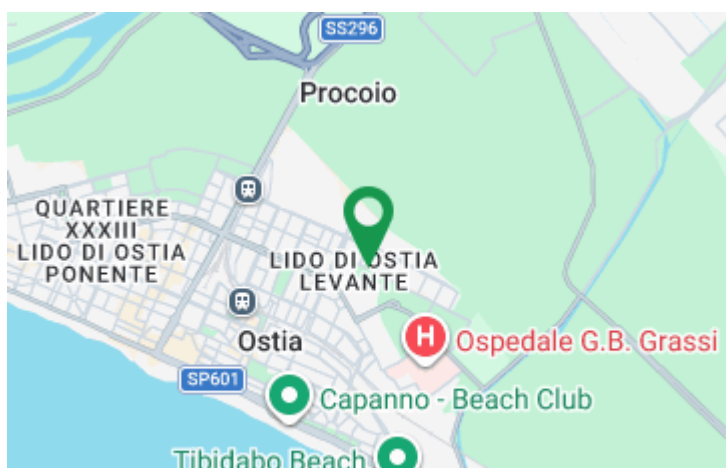 SS296
Procoio
QUARTIERE
XXXIII
LIDO DI OSTIA
PONENTE
LIDO DI OSTIA
LEVANTE
Ostia
H
Ospedale G.B. Grassi
SP601
Capanno - Beach Club
Tibidabo Beach